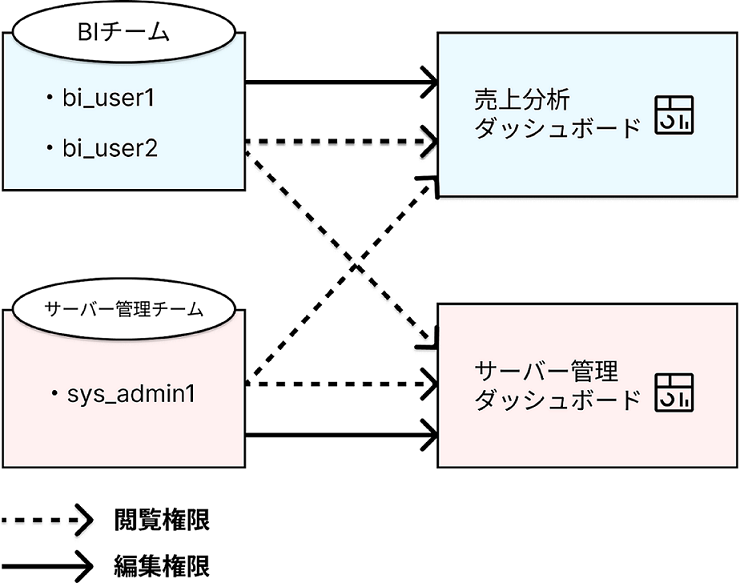 BIチーム
・bi_user1
・bi_user2
売上分析
ダッシュボード
サーバー管理チーム
・sys_admin1
サーバー管理
ダッシュボード
閲覧権限
編集権限